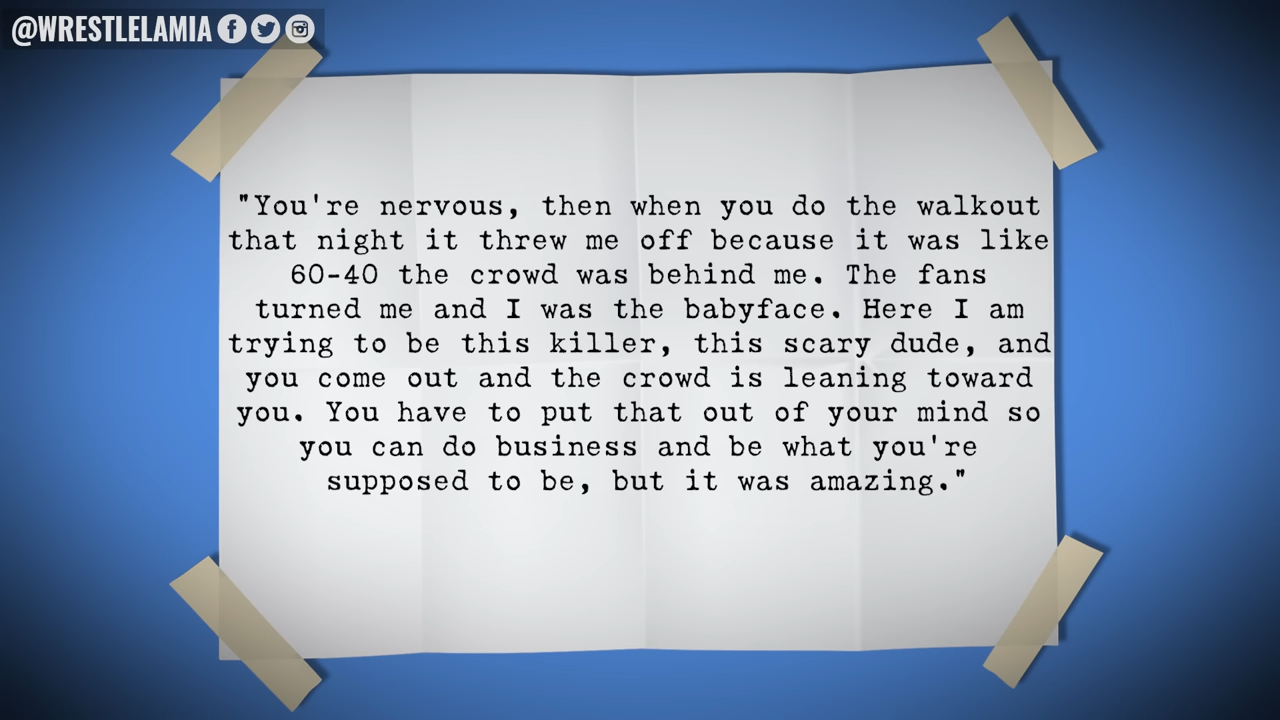 @WRESTLELAMIA
"You're nervous, then when you do the walkout
that night it threw me off because it was like
60-40 the crowd was behind me. The fans
turned me and I was the babyface. Here I am
trying to be this killer, this scary dude, and
you come out and the crowd is leaning toward
you. You have to put that out of your mind so
you can do business and be what you're
supposed to be, but it was amazing."